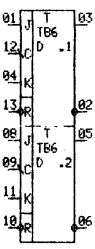 01 J T 03
TB6
12 C D .1
04 K
13 R 02
08 J T 05
TB6
09 C D .2
11 K
10 R 06